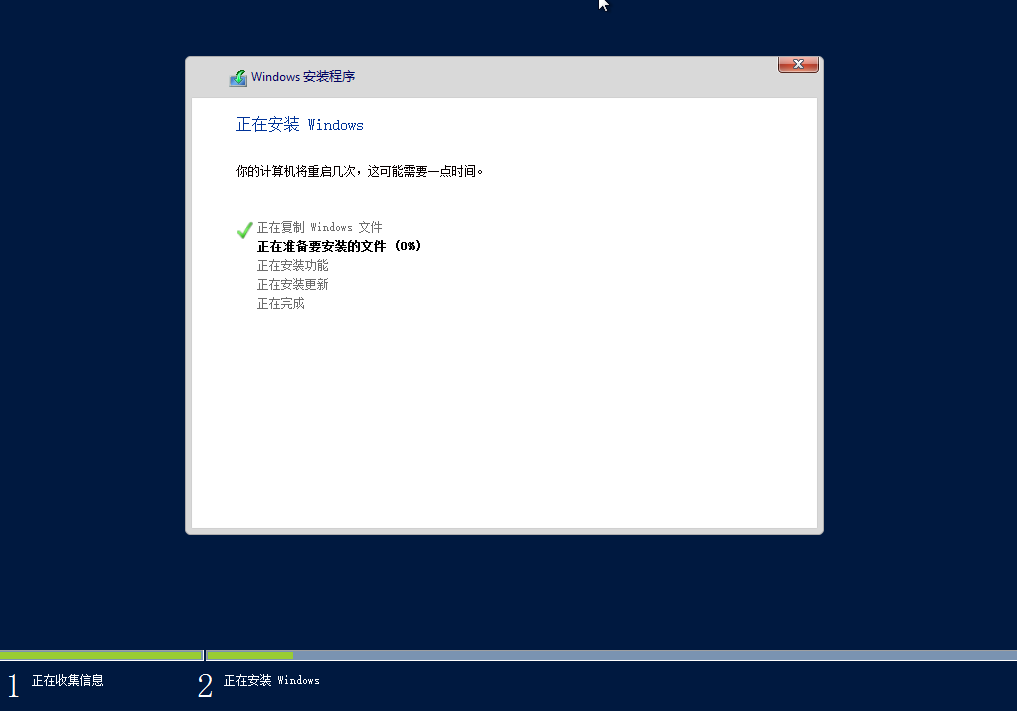 Windows 安装程序
正在安装 Windows
你的计算机将重启几次，这可能需要一点时间。
正在复制 Windows 文件
正在准备要安装的文件 (0%)
正在安装功能
正在安装更新
正在完成
1 正在收集信息
2 正在安装 Windows